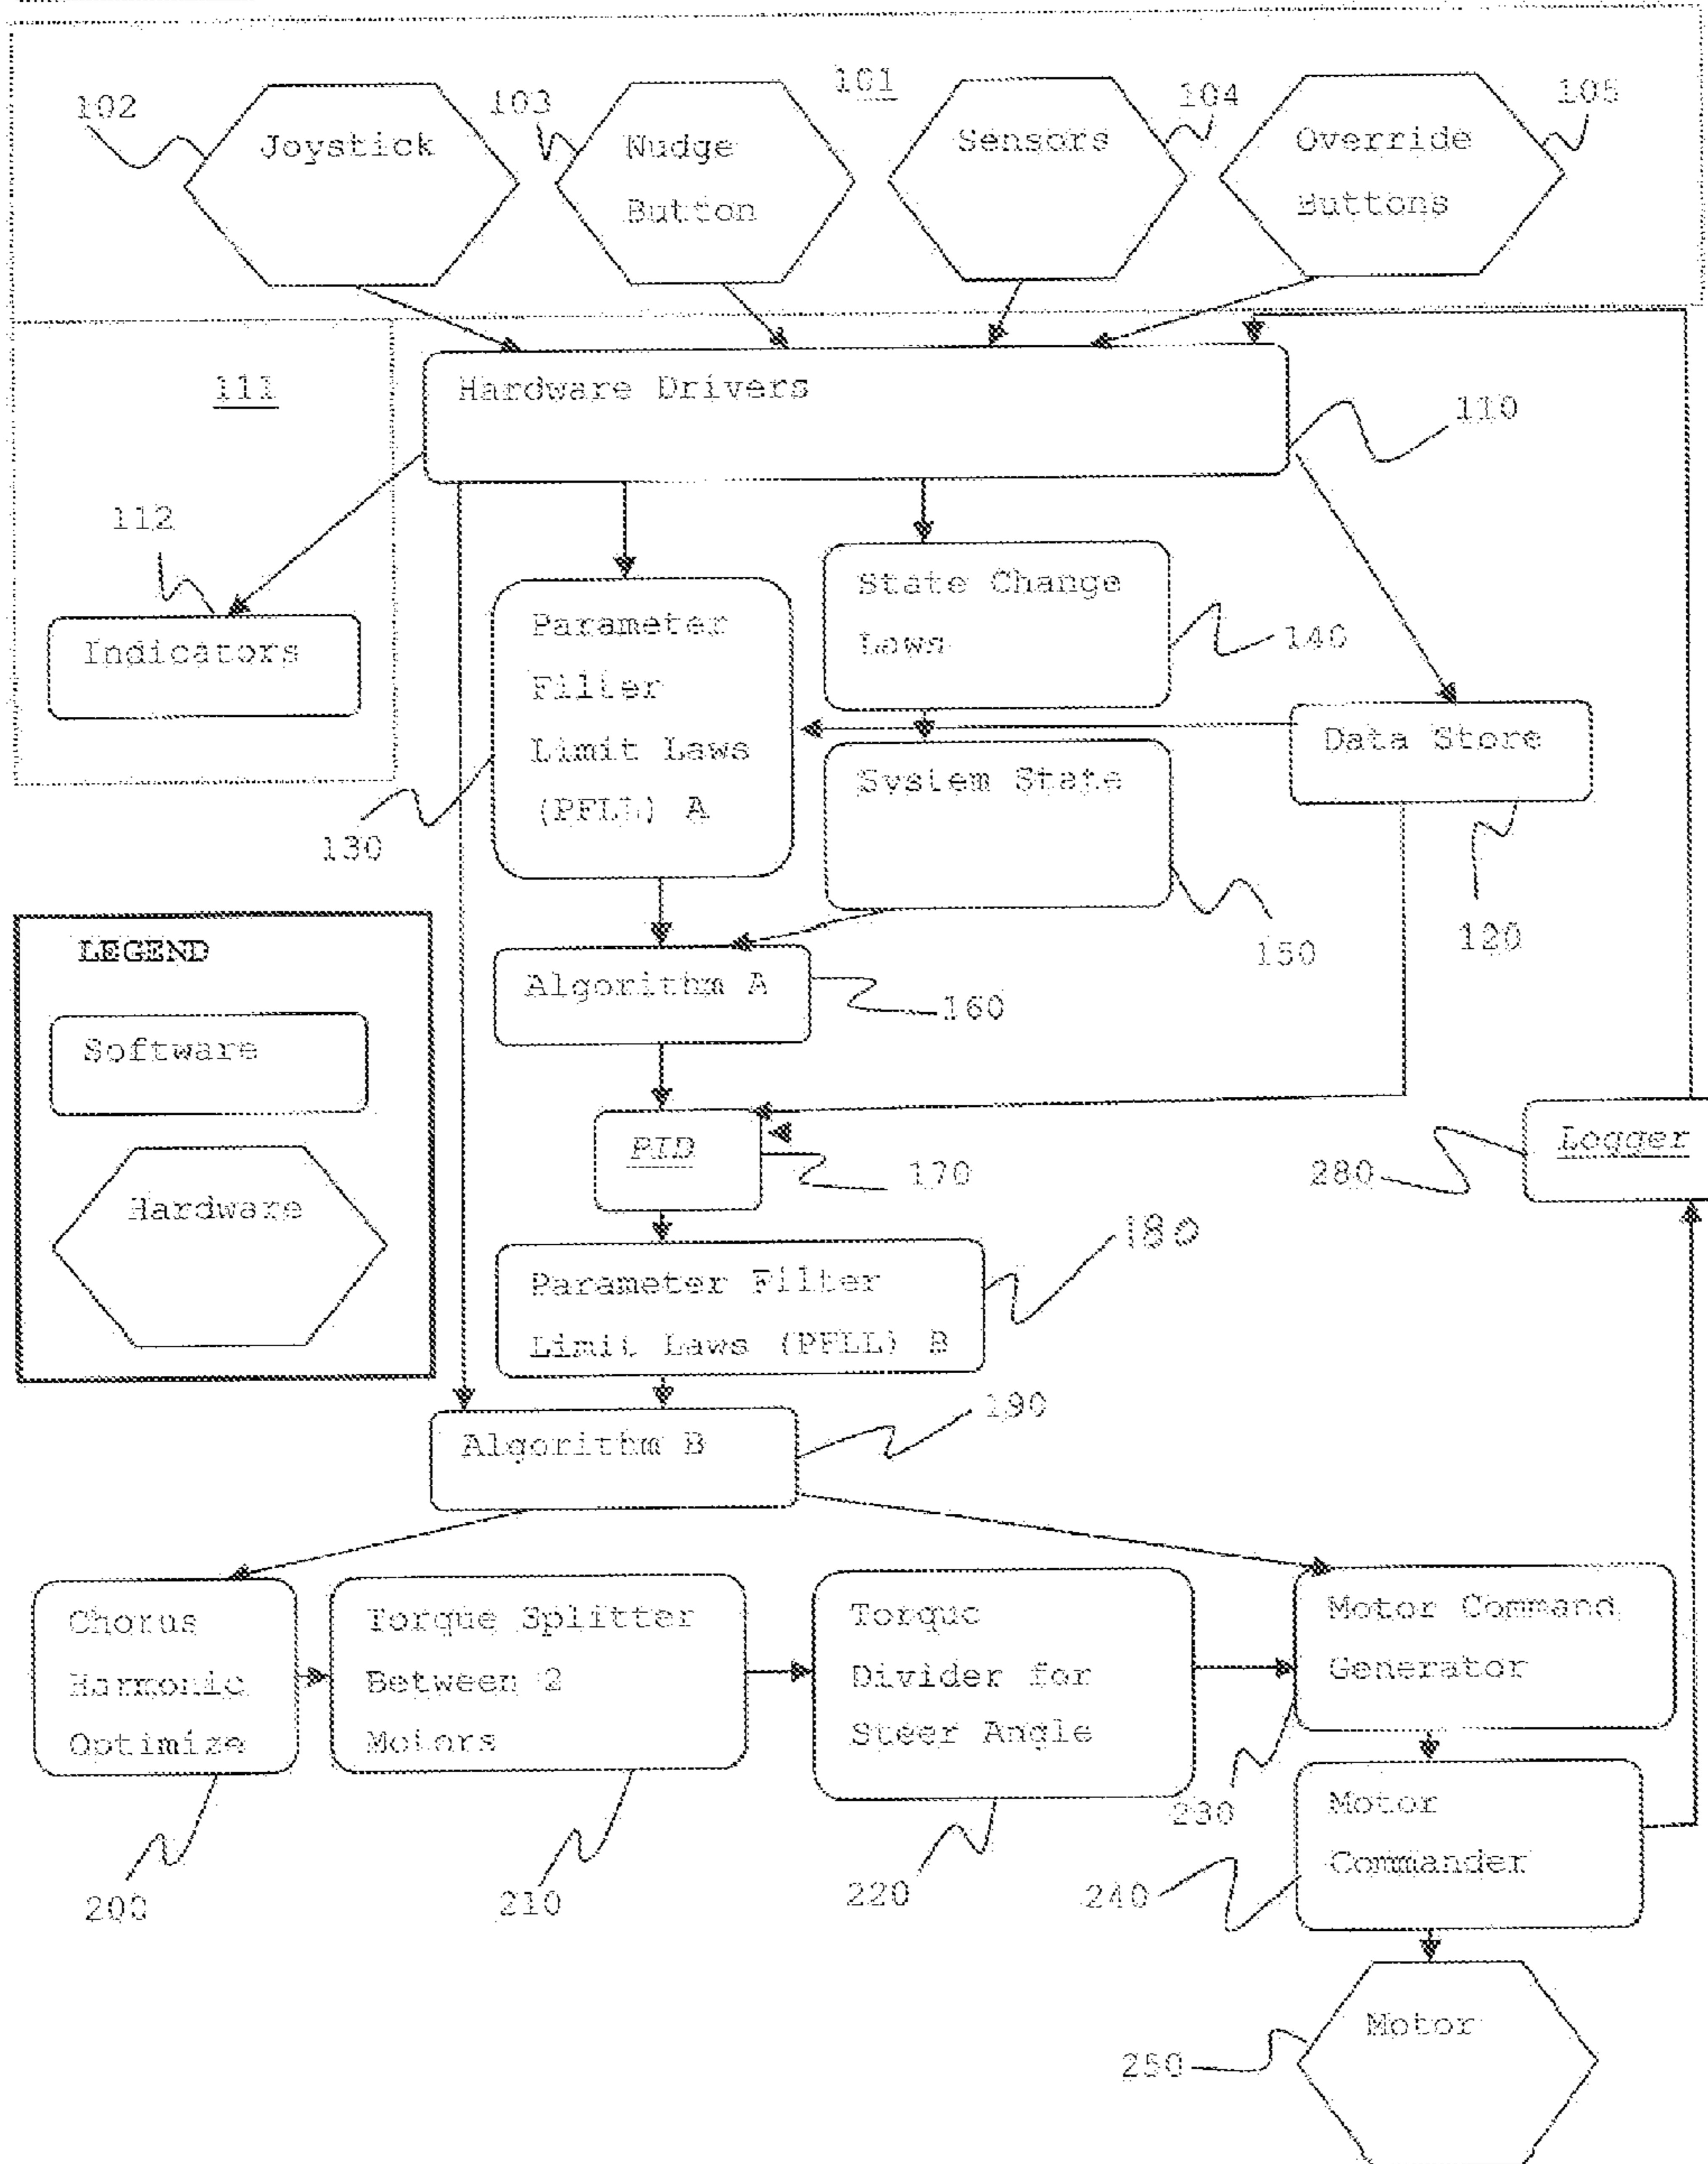 102
Joystick
103
Nudge
Button
101
Sensors
104
Override
Buttons
105
111
Hardware Drivers
110
112
Indicators
Parameter
Filter
Limit Laws
(PFLL) A
130
State Change
Laws
140
System State
150
Data Store
120
LEGEND
Software
Hardware
Algorithm A
160
PID
170
Logger
280
Parameter Filter
Limit Laws (PFLL) B
180
Algorithm B
190
Chorus
Harmonic
Optimize
200
Torque Splitter
Between 2
Motors
210
Torque
Divider for
Steer Angle
220
Motor Command
Generator
230
Motor
Commander
240
Motor
250